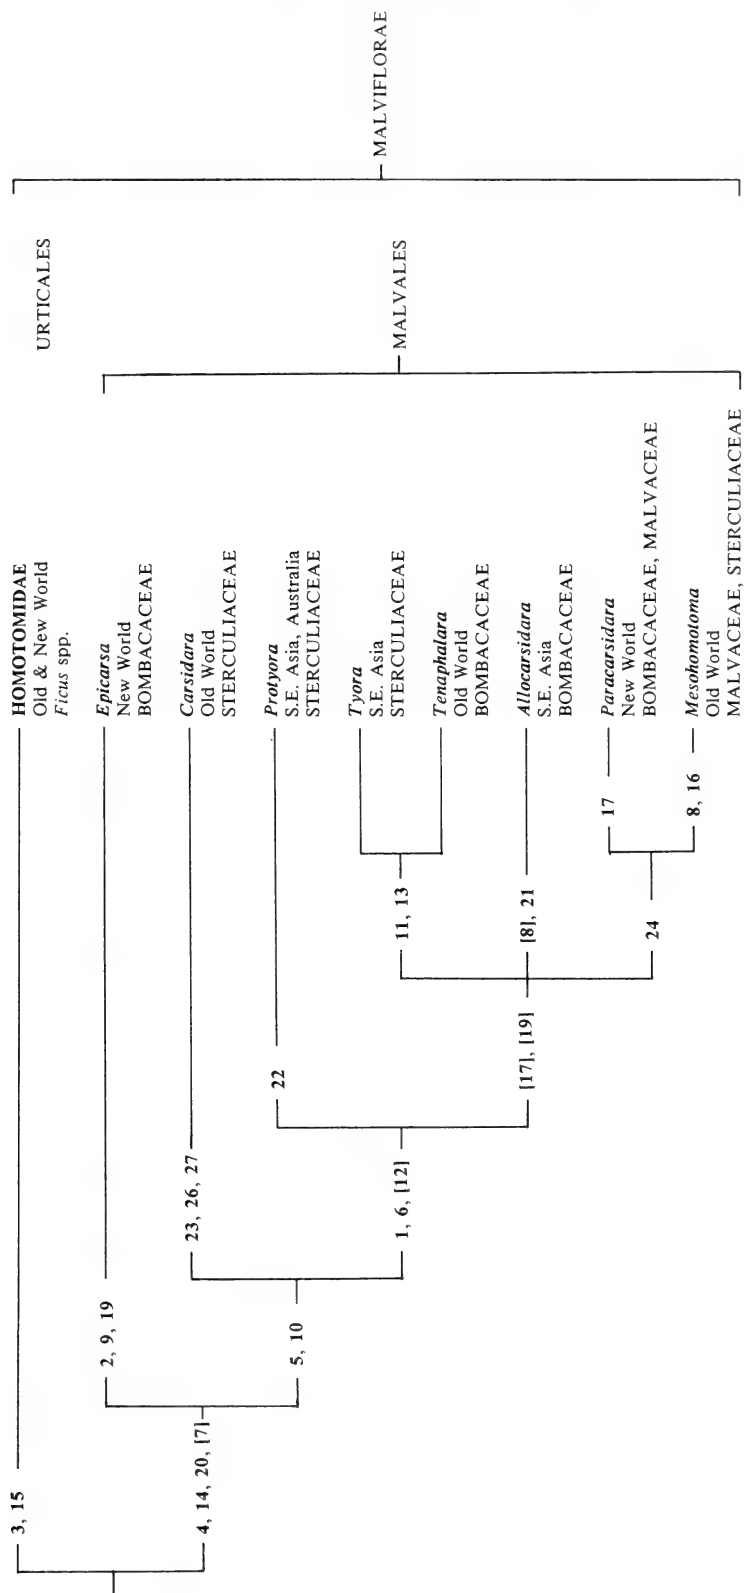 3, 15
HOMOTOMIDAE
Old & New World
Ficus spp.
URTICALES
4, 14, 20, [7]
2, 9, 19
Epicarsa
New World
BOMBACACEAE
5, 10
23, 26, 27
Carsidara
Old World
STERCULIACEAE
1, 6, [12]
22
Protyora
S.E. Asia, Australia
STERCULIACEAE
[17], [19]
11, 13
Tyora
S.E. Asia
STERCULIACEAE
Tenaphalara
Old World
BOMBACACEAE
[8], 21
Allocarsidara
S.E. Asia
BOMBACACEAE
24
17
Paracarsidara
New World
BOMBACACEAE, MALVACEAE
8, 16
Mesohomotoma
Old World
MALVACEAE, STERCULIACEAE
MALVALES
MALVIFLORAE